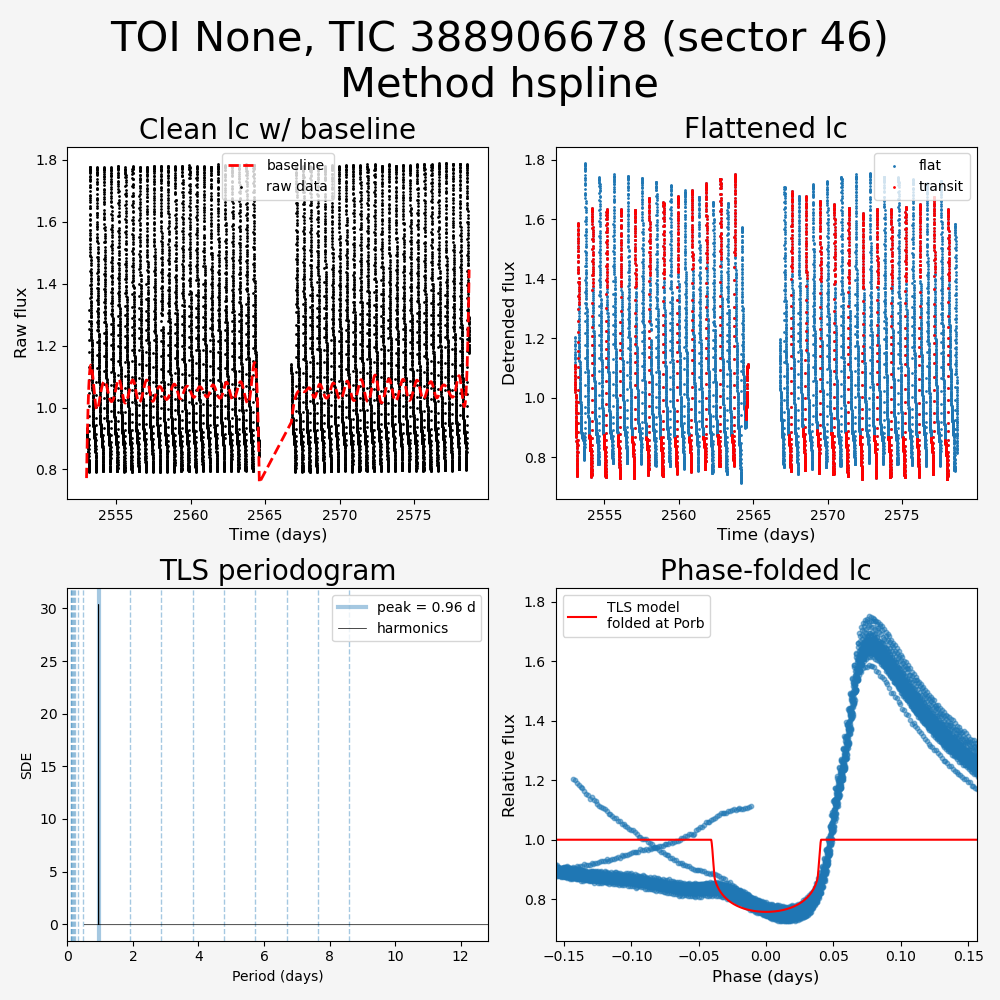 TOI None, TIC 388906678 (sector 46)
Method hspline
Clean lc w/ baseline
Flattened lc
baseline
raw data
flat
transit
1.8
1.6
1.4
1.2
1.0
0.8
Raw flux
2555
2560
2565
2570
2575
Time (days)
1.8
1.6
1.4
1.2
1.0
0.8
Detrended flux
2555
2560
2565
2570
2575
Time (days)
TLS periodogram
Phase-folded lc
peak = 0.96 d
harmonics
TLS model
folded at Porb
30
25
20
15
10
5
0
SDE
0
2
4
6
8
10
12
Period (days)
1.8
1.6
1.4
1.2
1.0
0.8
Relative flux
−0.15
−0.10
−0.05
0.00
0.05
0.10
0.15
Phase (days)